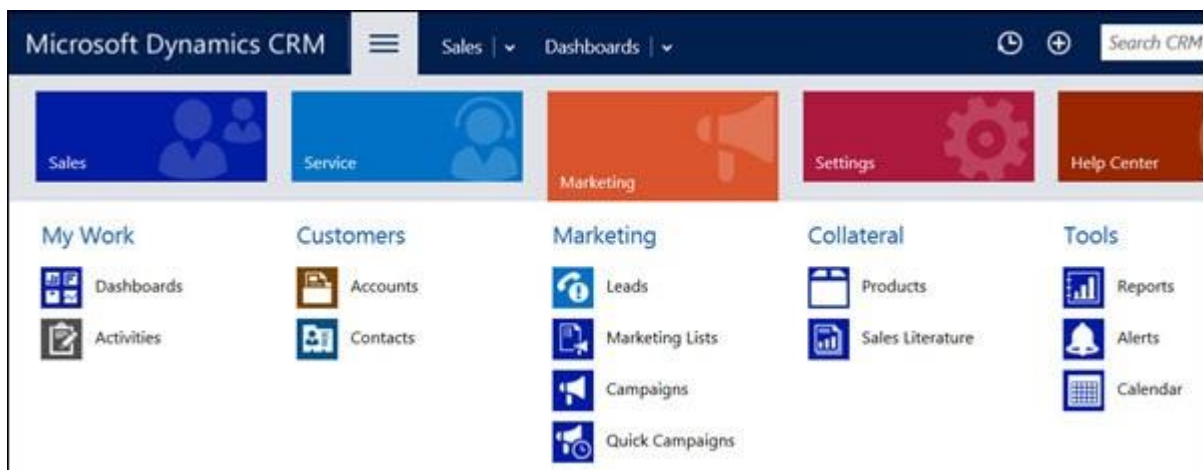 Microsoft Dynamics CRM Sales Dashboards Search CRM
Sales Service Marketing Settings Help Center
My Work Customers Marketing Collateral Tools
Dashboards Accounts Leads Products Reports
Activities Contacts Marketing Lists Sales Literature Alerts
Campaigns Calendar
Quick Campaigns